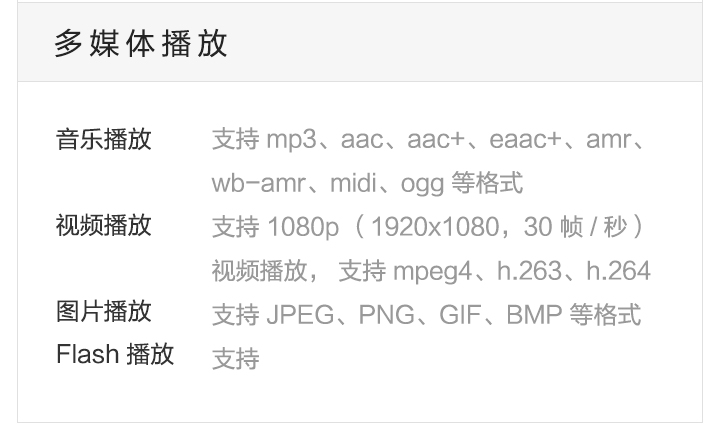 多媒体播放
音乐播放 支持 mp3、aac、aac+、eaac+、amr、
wb-amr、midi、ogg 等格式
视频播放 支持 1080p（1920x1080，30 帧 / 秒）
视频播放， 支持 mpeg4、h.263、h.264
图片播放 支持 JPEG、PNG、GIF、BMP 等格式
Flash 播放 支持